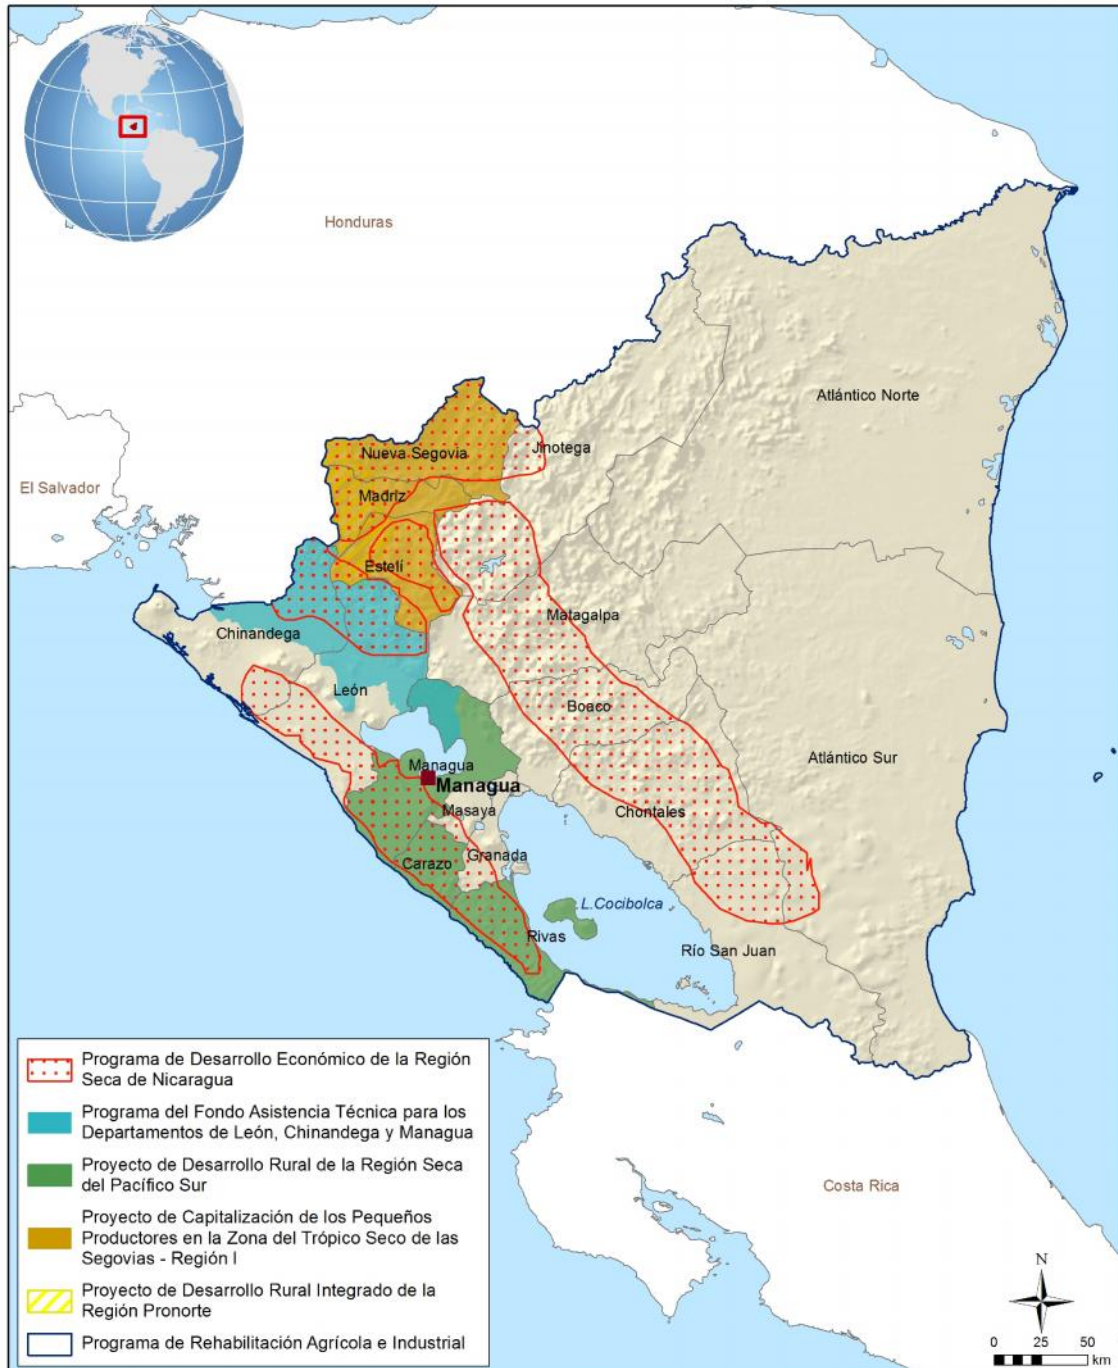 Honduras
Atlántico Norte
Jinotega
Nueva Segovia
El Salvador
Madríz
Estelí
Matagalpa
Chinandega
León
Boaco
Atlántico Sur
Managua
Managua
Masaya
Chontales
Granada
Carazo
L.Cocibolca
Rivas
Río San Juan
Costa Rica
Programa de Desarrollo Económico de la Región
Seca de Nicaragua
Programa del Fondo Asistencia Técnica para los
Departamentos de León, Chinandega y Managua
Proyecto de Desarrollo Rural de la Región Seca
del Pacífico Sur
Proyecto de Capitalización de los Pequeños
Productores en la Zona del Trópico Seco de las
Segovias - Región I
Proyecto de Desarrollo Rural Integrado de la
Región Pronorte
Programa de Rehabilitación Agrícola e Industrial
N
0 25 50
km